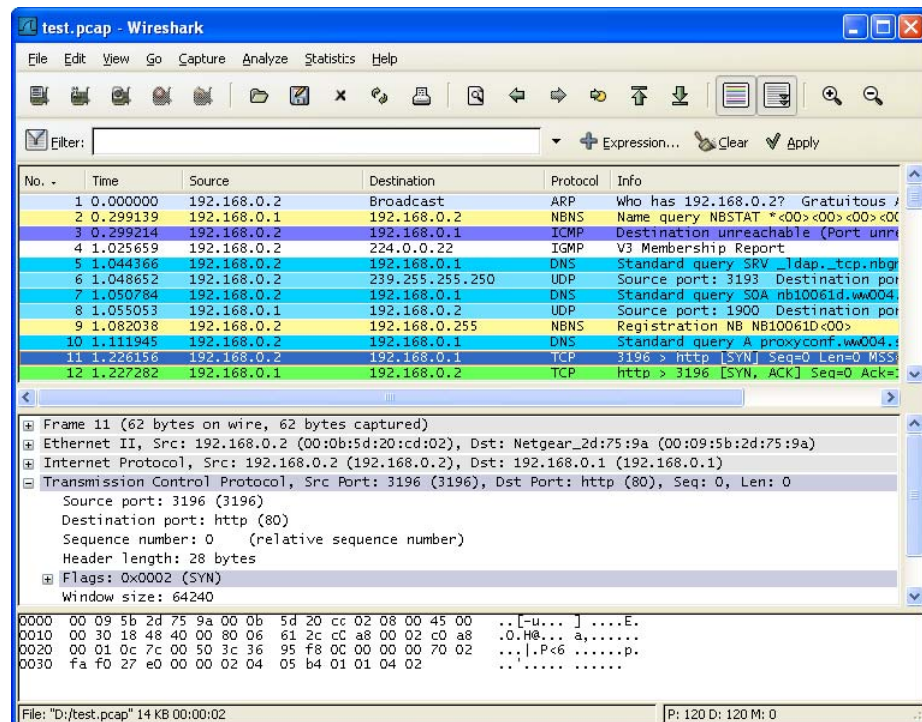 test.pcap - Wireshark
File Edit View Go Capture Analyze Statistics Help
Filter: Expression... Clear Apply
No. - Time Source Destination Protocol Info
1 0.000000 192.168.0.2 Broadcast ARP Who has 192.168.0.2? Gratuitous A
2 0.299139 192.168.0.1 192.168.0.2 NBNS Name query NBSTAT *<00><00><00><00
3 0.299214 192.168.0.2 192.168.0.1 ICMP Destination unreachable (Port unre
4 1.025659 192.168.0.2 224.0.0.22 IGMP V3 Membership Report
5 1.044366 192.168.0.2 192.168.0.1 DNS Standard query SRV _ldap._tcp.nbgm
6 1.048652 192.168.0.2 239.255.255.250 UDP Source port: 3193 Destination por
7 1.050784 192.168.0.2 192.168.0.1 DNS Standard query SOA nb10061d.ww004.
8 1.055053 192.168.0.1 192.168.0.2 UDP Source port: 1900 Destination por
9 1.082038 192.168.0.2 192.168.0.255 NBNS Registration NB NB10061D<00>
10 1.111945 192.168.0.2 192.168.0.1 DNS Standard query A proxyconf.ww004.s
11 1.226156 192.168.0.2 192.168.0.1 TCP 3196 > http [SYN] Seq=0 Len=0 MSS=
12 1.227282 192.168.0.1 192.168.0.2 TCP http > 3196 [SYN, ACK] Seq=0 Ack=1
Frame 11 (62 bytes on wire, 62 bytes captured)
Ethernet II, Src: 192.168.0.2 (00:0b:5d:20:cd:02), Dst: Netgear_2d:75:9a (00:09:5b:2d:75:9a)
Internet Protocol, Src: 192.168.0.2 (192.168.0.2), Dst: 192.168.0.1 (192.168.0.1)
Transmission Control Protocol, Src Port: 3196 (3196), Dst Port: http (80), Seq: 0, Len: 0
Source port: 3196 (3196)
Destination port: http (80)
Sequence number: 0 (relative sequence number)
Header length: 28 bytes
Flags: 0x0002 (SYN)
Window size: 64240
0000 00 09 5b 2d 75 9a 00 0b 5d 20 cd 02 08 00 45 00 ..[-u... ] ....E.
0010 00 30 18 48 40 00 80 06 61 2c c0 a8 00 02 c0 a8 .0.H@... a,......
0020 00 01 0c 7c 00 50 3c 36 95 f8 00 00 00 00 70 02 ...|.P<6 ......p.
0030 fa f0 27 e0 00 00 02 04 05 b4 01 01 04 02 ..'..... ......
File: "D:/test.pcap" 14 KB 00:00:02 P: 120 D: 120 M: 0